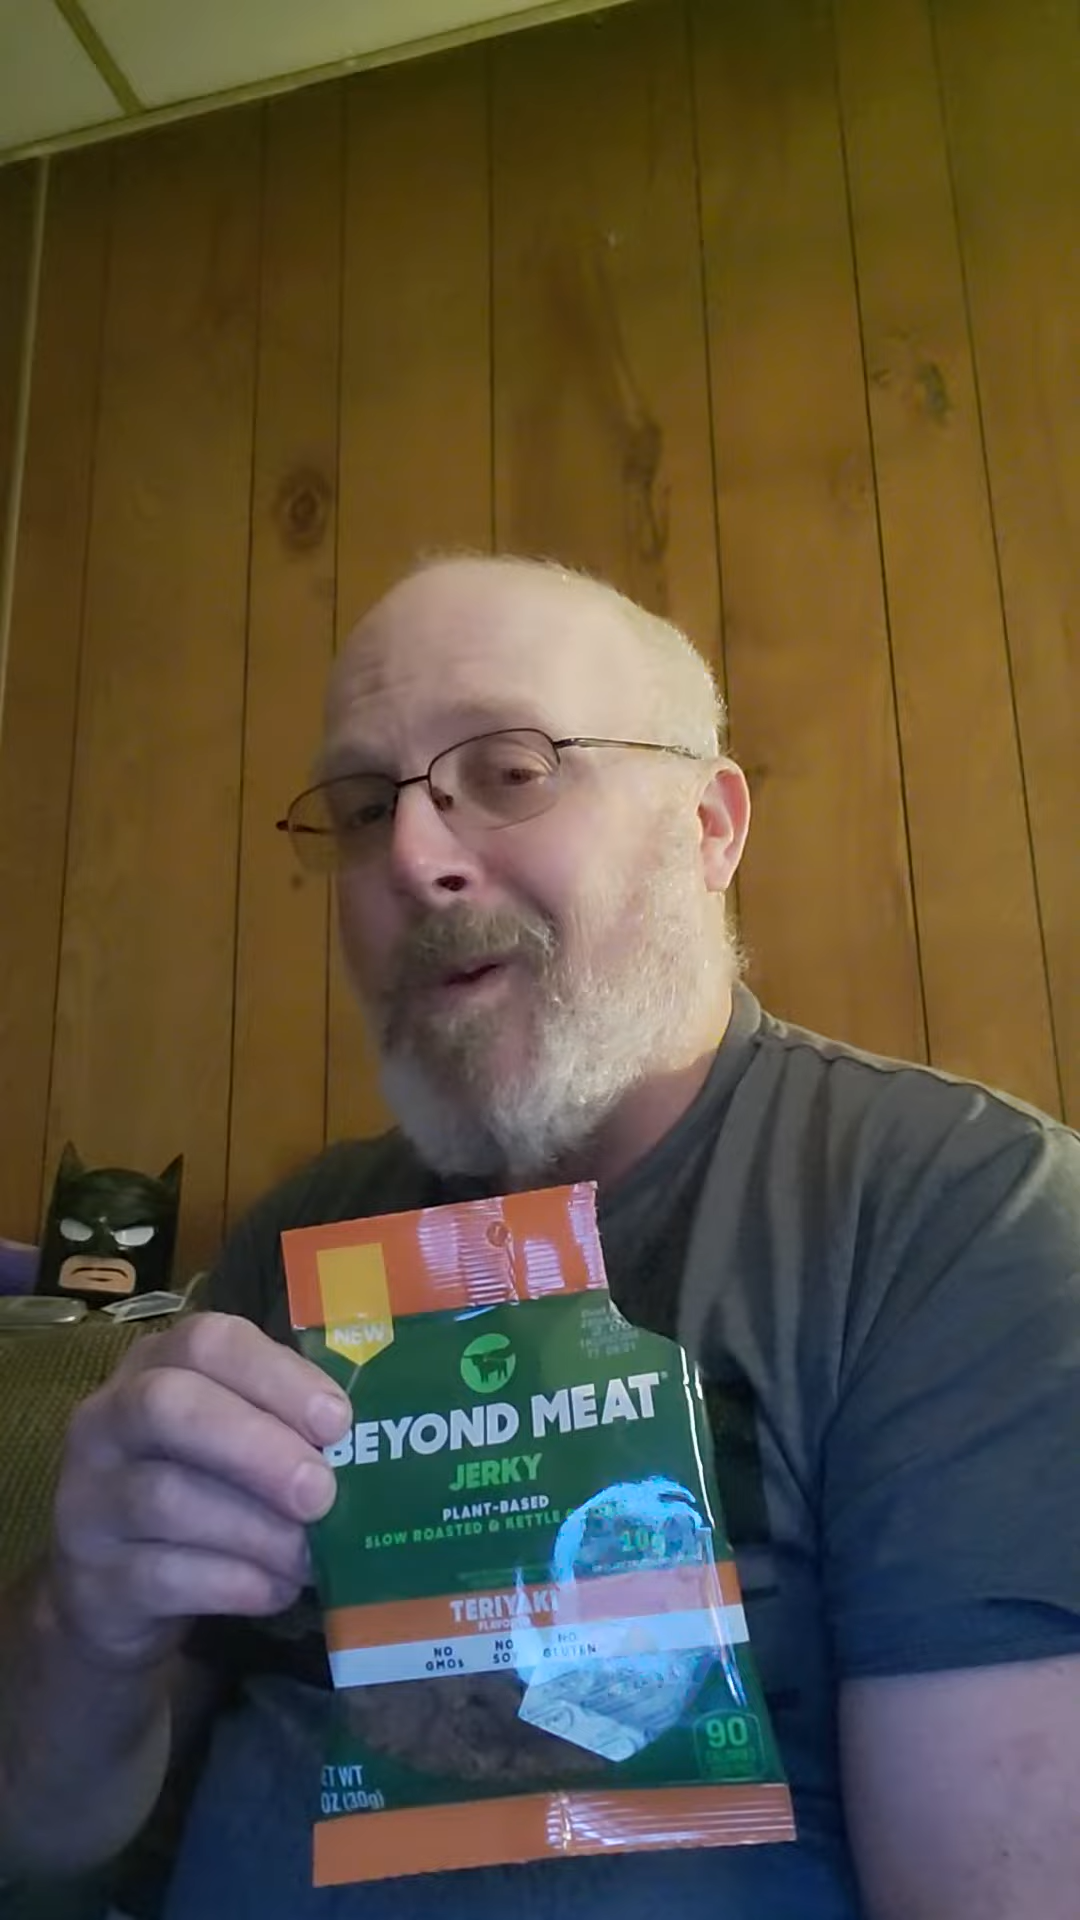 NEW
BEYOND MEAT
JERKY
PLANT-BASED
SLOW ROASTED & KETTLE
10g
TERIYAKI
NO GMOs
NO SOY
NO GLUTEN
90
CALORIES
ET WT
OZ (30g)